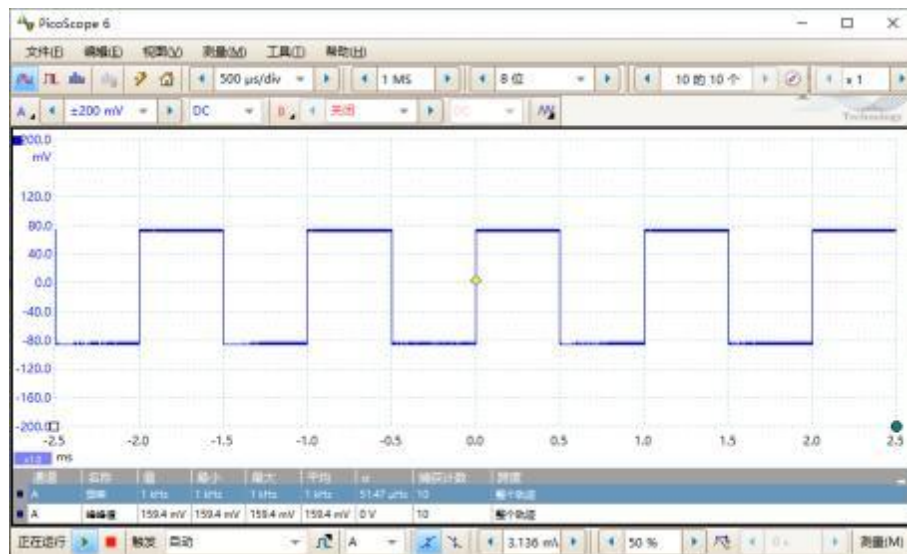 PicoScope 6
文件(F) 编辑(E) 视图(V) 测量(M) 工具(T) 帮助(H)
500 µs/div 1 MS 8 位 10 的 10 个 x 1
A ±200 mV DC B 关闭 DC
Technology
200.0
mV
120.0
80.0
40.0
0.0
-40.0
-80.0
-120.0
-160.0
-200.0
-2.5 -2.0 -1.5 -1.0 -0.5 0.0 0.5 1.0 1.5 2.0 2.5
x1.0 ms
通道 名称 值 最小 最大 平均 σ 捕获计数 跨度
A 频率 1 kHz 1 kHz 1 kHz 1 kHz 51.47 µHz 10 整个轨迹
A 峰峰值 159.4 mV 159.4 mV 159.4 mV 159.4 mV 0 V 10 整个轨迹
正在运行 触发 自动 A 3.136 mV 50 % 0 s 测量(M)